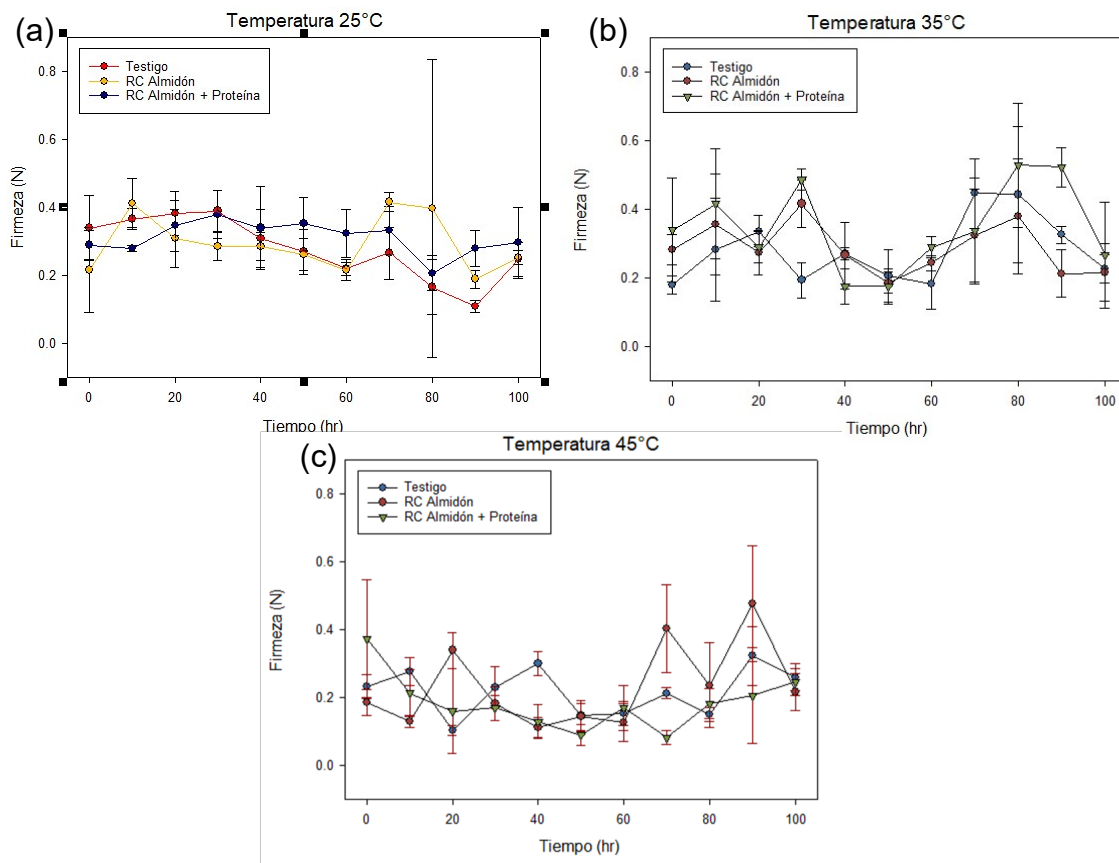 (a)
Temperatura 25°C
Testigo
RC Almidón
RC Almidón + Proteína
Firmeza (N)
0.8
0.6
0.4
0.2
0.0
0 20 40 60 80 100
Tiempo (hr)
(b)
Temperatura 35°C
Testigo
RC Almidón
RC Almidón + Proteína
Firmeza (N)
0.8
0.6
0.4
0.2
0.0
0 20 40 60 80 100
Tiempo (hr)
(c)
Temperatura 45°C
Testigo
RC Almidón
RC Almidón + Proteína
Firmeza (N)
0.8
0.6
0.4
0.2
0.0
0 20 40 60 80 100
Tiempo (hr)